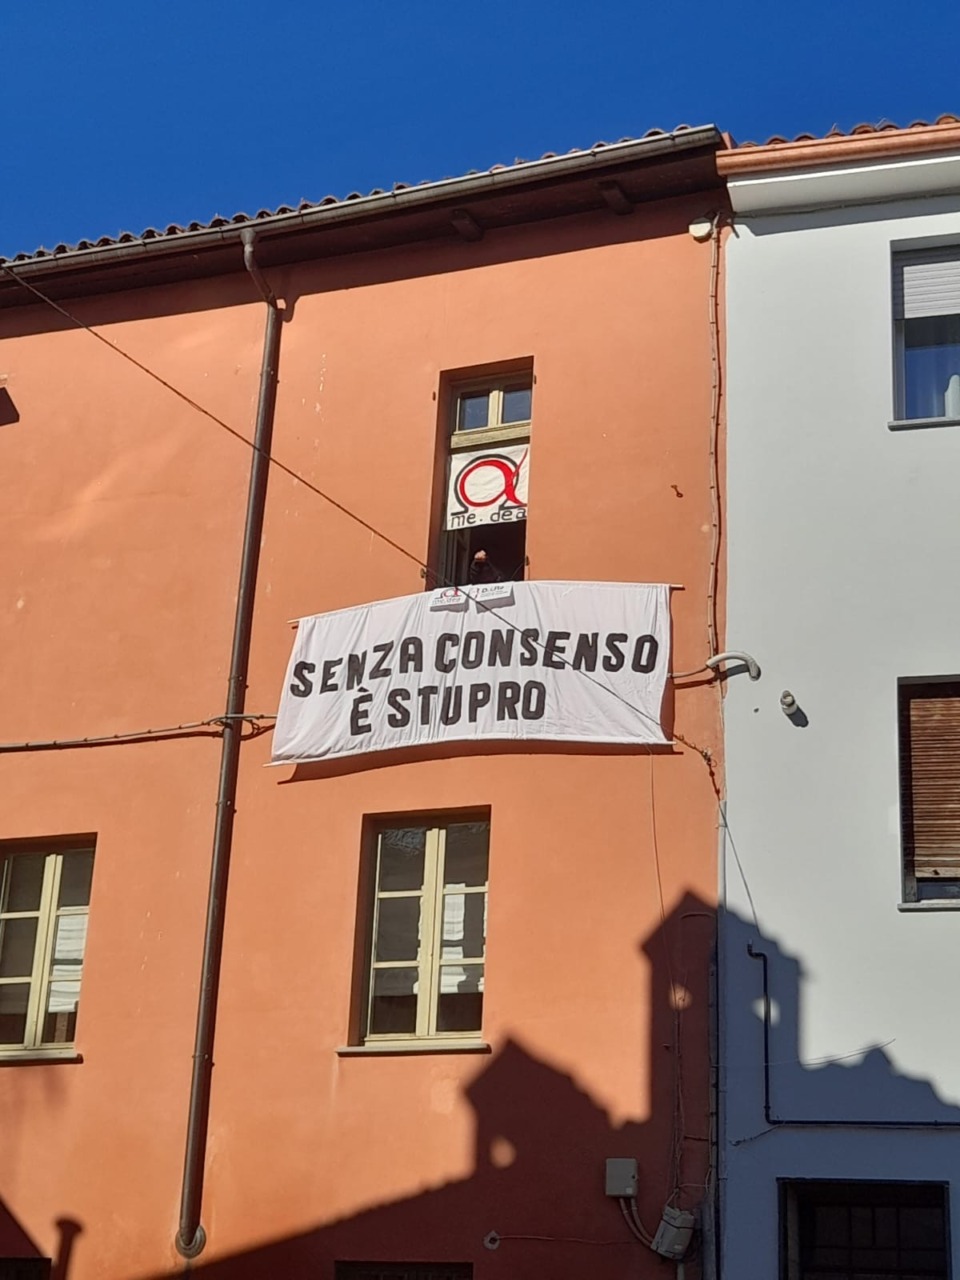 me.dea
SENZA CONSENSO
È STUPRO